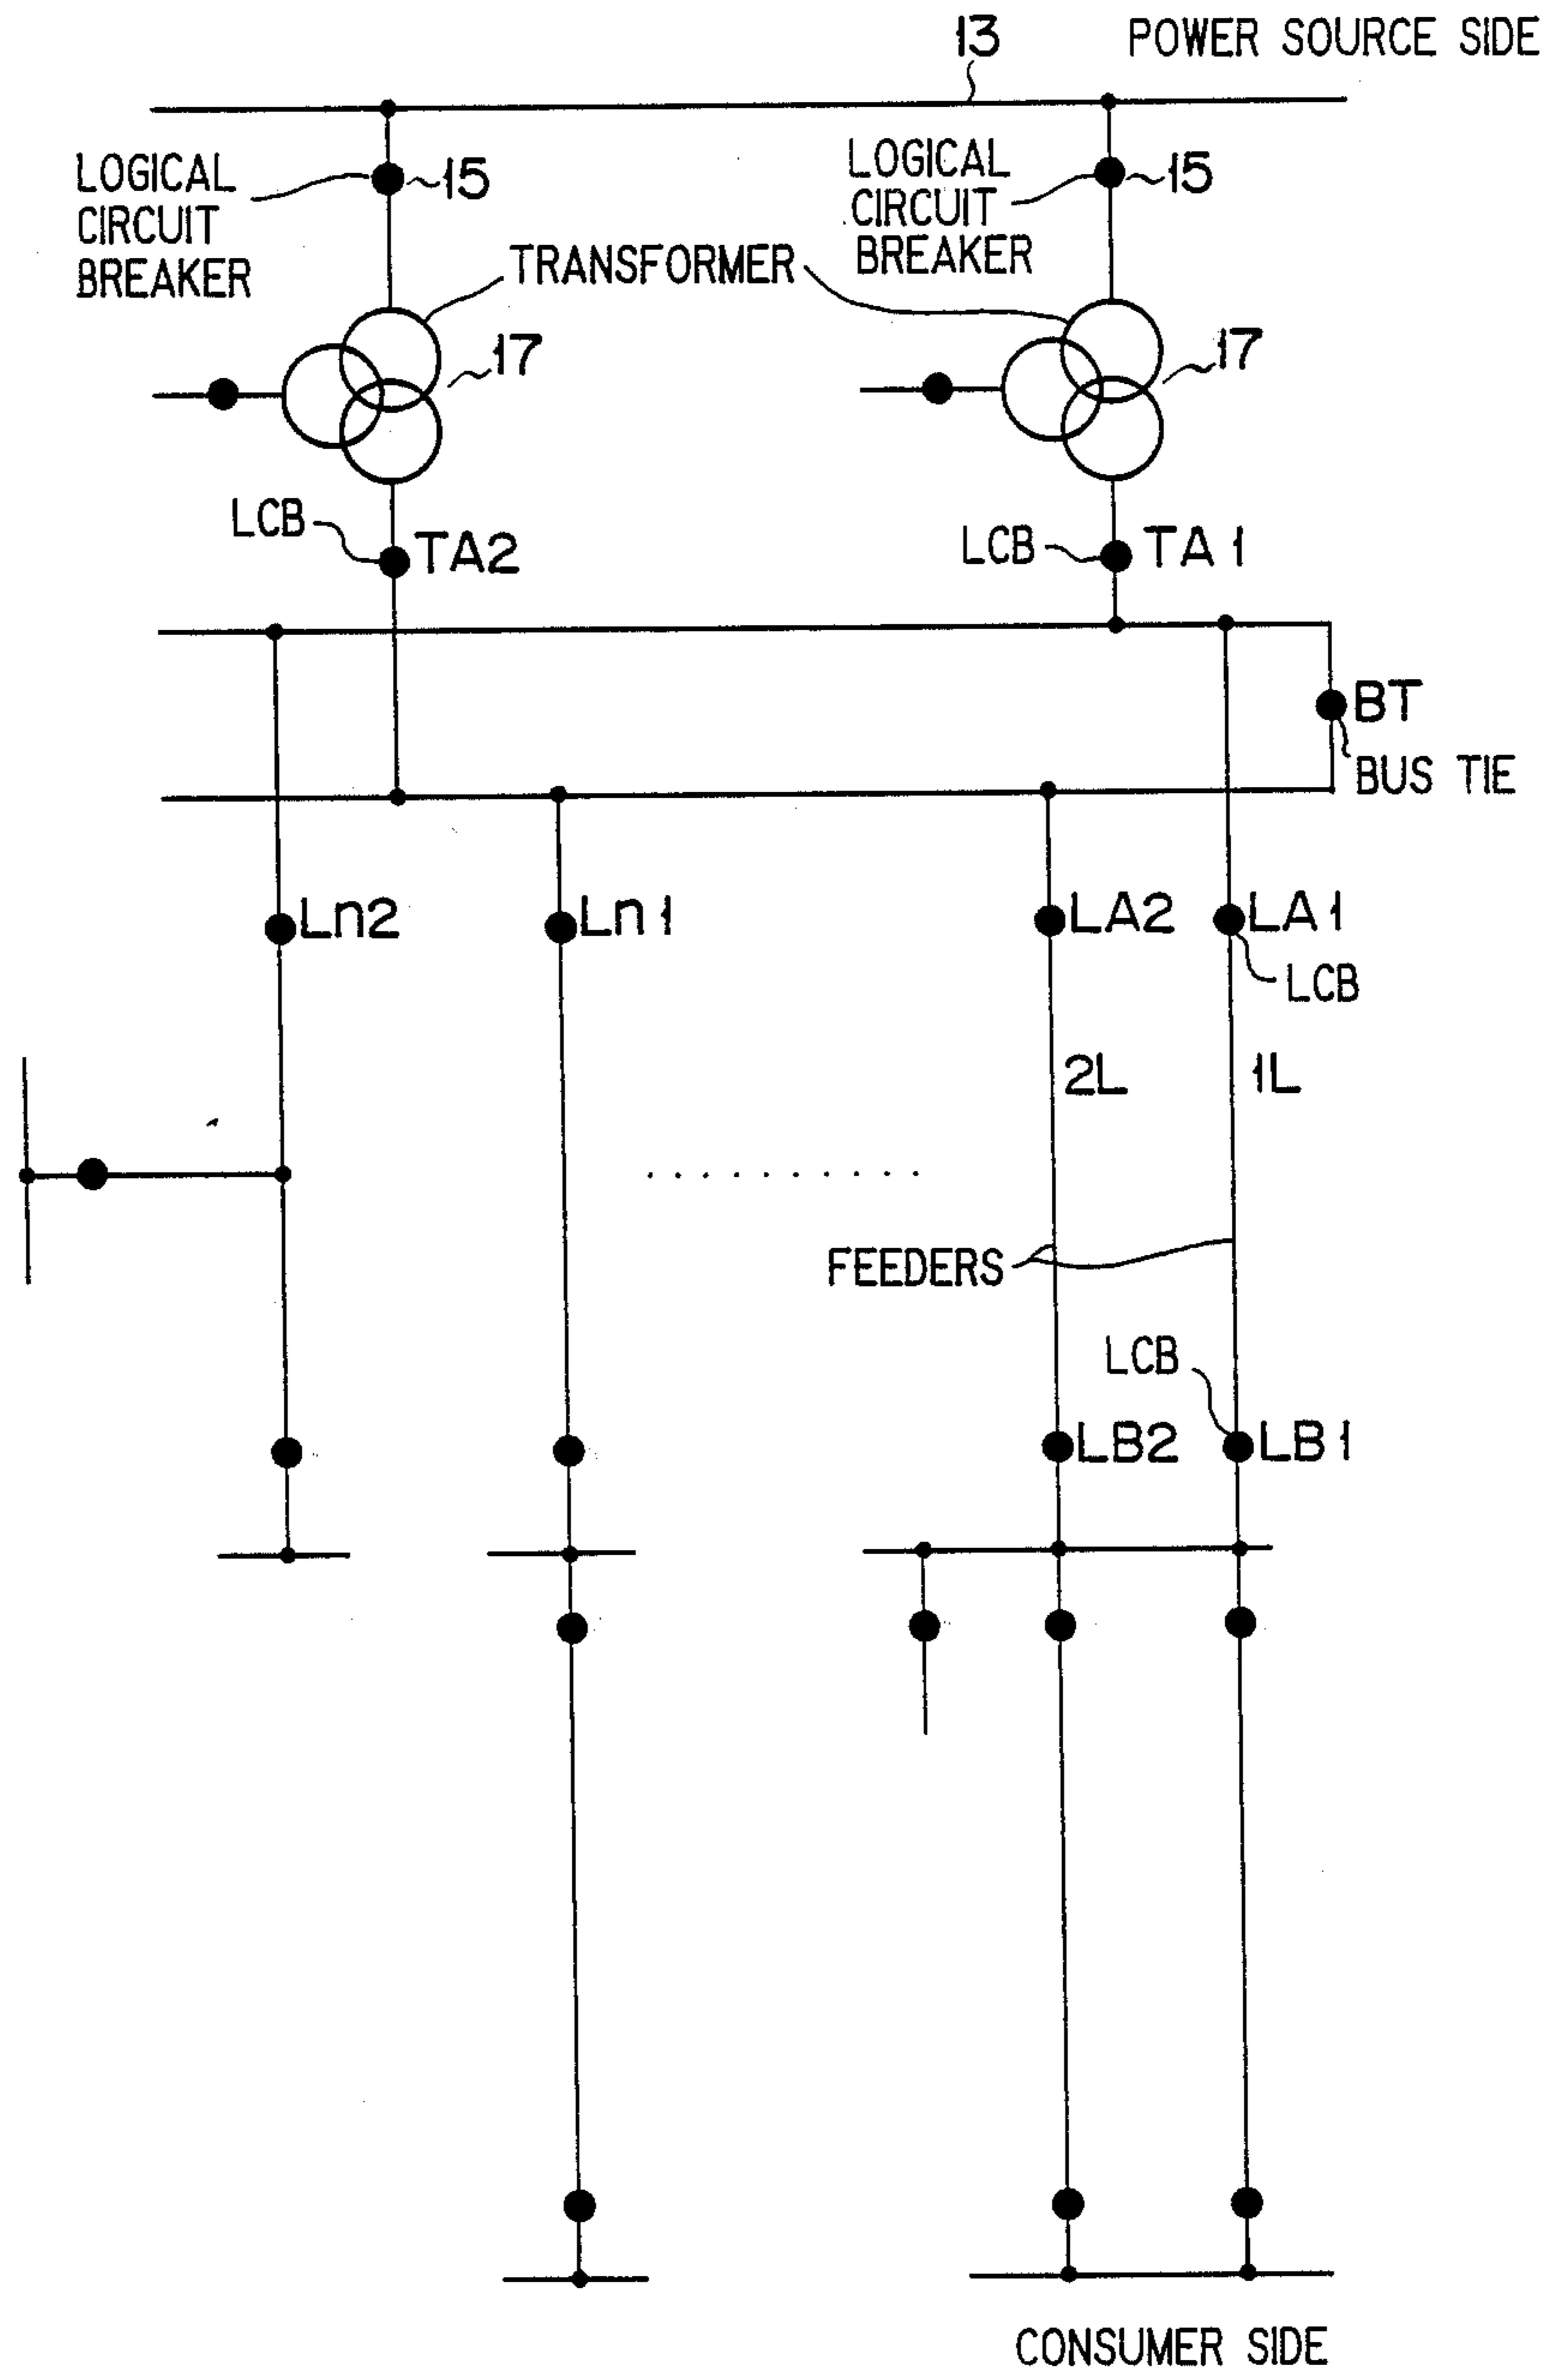 13
POWER SOURCE SIDE
LOGICAL
CIRCUIT
BREAKER
15
LOGICAL
CIRCUIT
BREAKER
15
TRANSFORMER
17
17
LCB
TA2
LCB
TA1
BT
BUS TIE
Ln2
Ln1
LA2
LA1
LCB
2L
1L
FEEDERS
LCB
LB2
LB1
CONSUMER SIDE